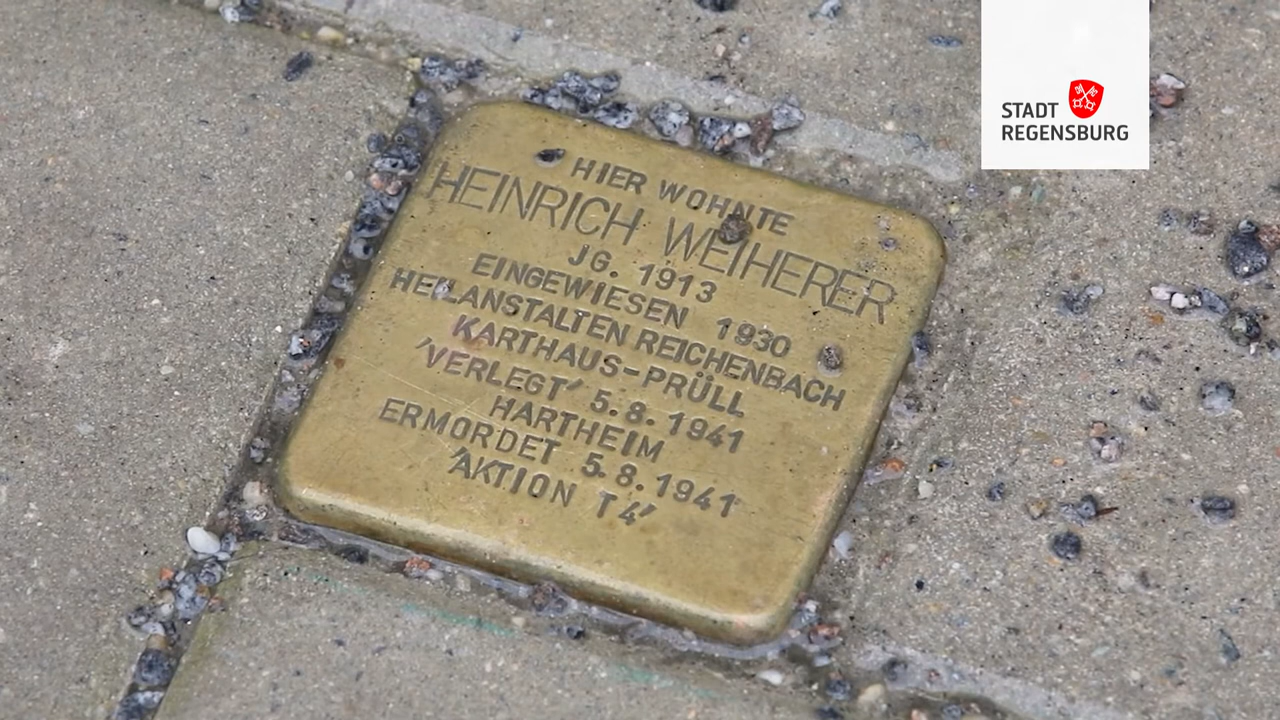 HIER WOHNTE
HEINRICH WEIHERER
JG. 1913
EINGEWIESEN 1930
HEILANSTALTEN REICHENBACH
KARTHAUS-PRÜLL
'VERLEGT' 5.8.1941
HARTHEIM
ERMORDET 5.8.1941
'AKTION T4'
STADT
REGENSBURG